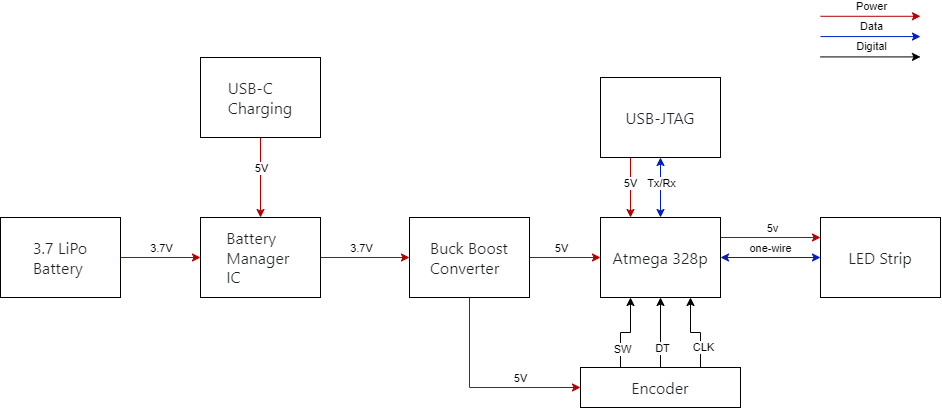 Power
Data
Digital
USB-C
Charging
USB-JTAG
5V
5V
Tx/Rx
3.7 LiPo
Battery
3.7V
Battery
Manager
IC
3.7V
Buck Boost
Converter
5V
Atmega 328p
5v
one-wire
LED Strip
SW
DT
CLK
5V
Encoder